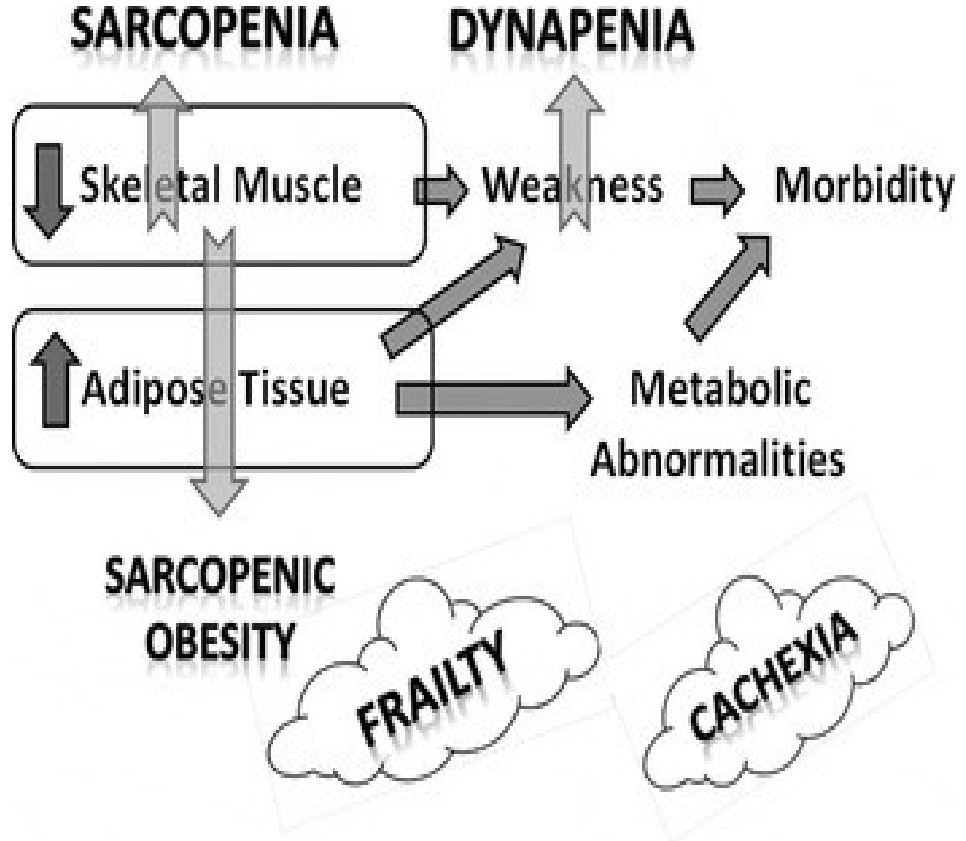 SARCOPENIA
DYNAPENIA
Skeletal Muscle
Weakness
Morbidity
Adipose Tissue
Metabolic
Abnormalities
SARCOPENIC
OBESITY
FRAILTY
CACHEXIA